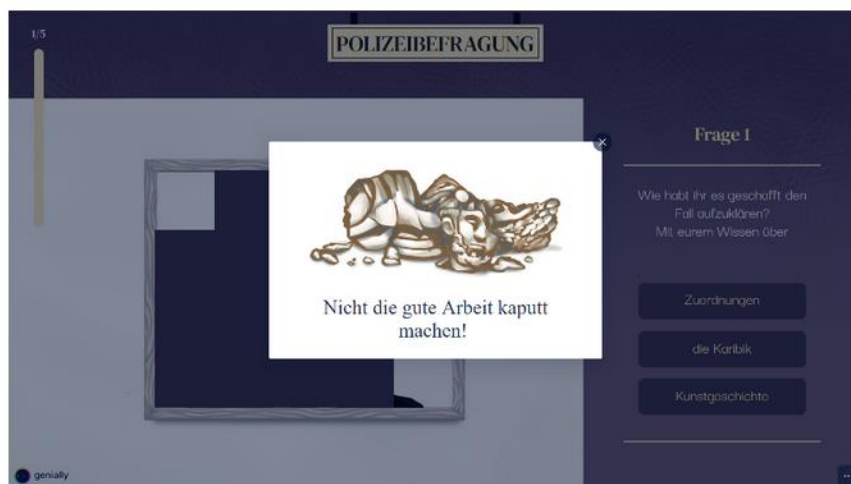 1/5
POLIZEIBEFRAGUNG
Frage 1
Wie habt ihr es geschafft den
Fall aufzuklären?
Mit eurem Wissen über
Nicht die gute Arbeit kaputt
machen!
Zuordnungen
die Karibik
Kunstgeschichte
genially